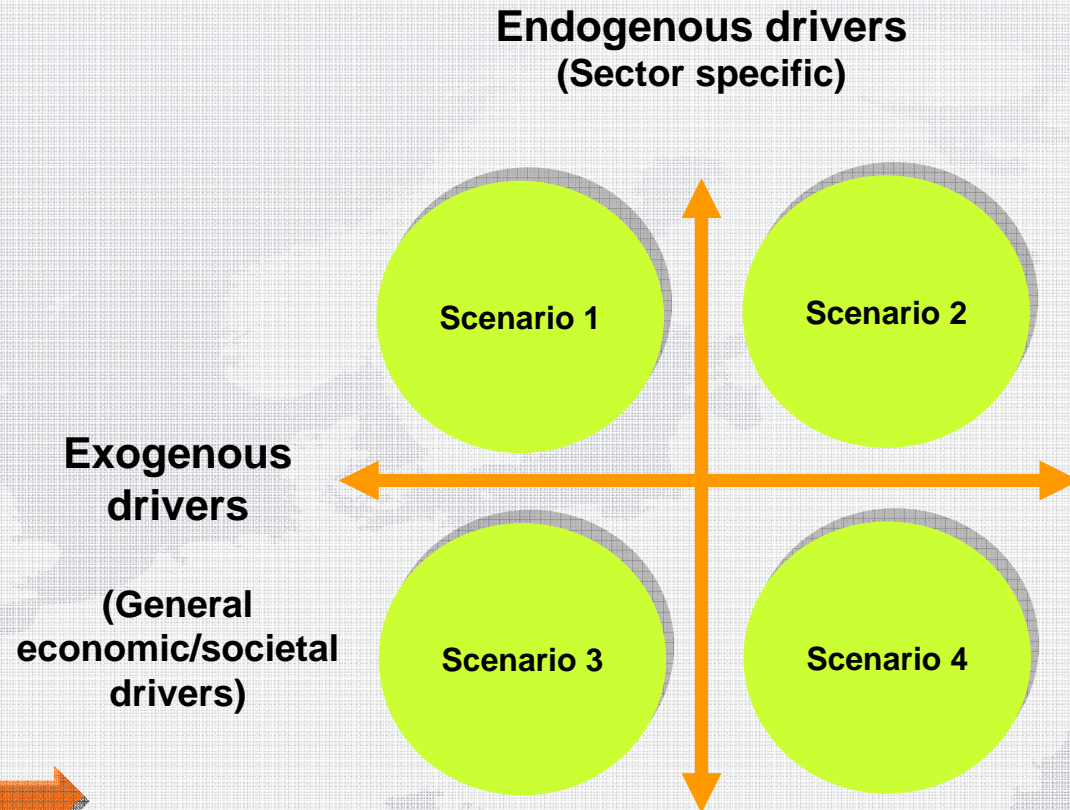 Endogenous drivers
(Sector specific)
Scenario 1
Scenario 2
Exogenous
drivers
(General
economic/societal
drivers)
Scenario 3
Scenario 4